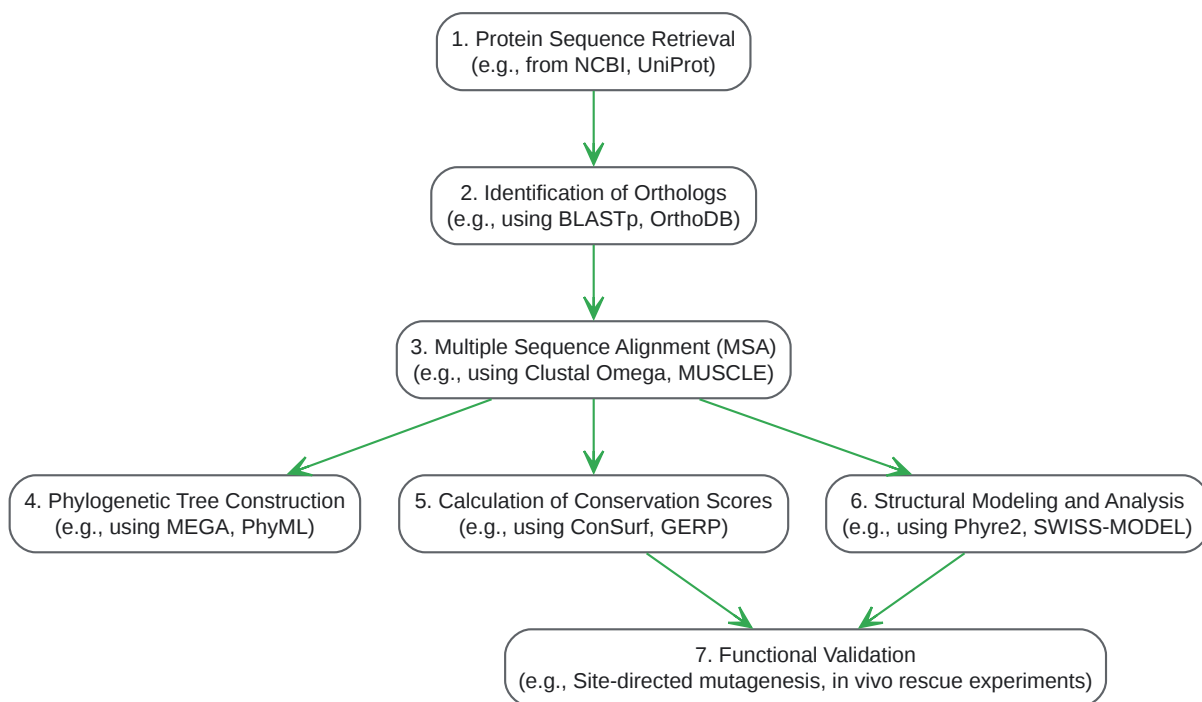 1. Protein Sequence Retrieval
(e.g., from NCBI, UniProt)
2. Identification of Orthologs
(e.g., using BLASTp, OrthoDB)
3. Multiple Sequence Alignment (MSA)
(e.g., using Clustal Omega, MUSCLE)
4. Phylogenetic Tree Construction
(e.g., using MEGA, PhyML)
5. Calculation of Conservation Scores
(e.g., using ConSurf, GERP)
6. Structural Modeling and Analysis
(e.g., using Phyre2, SWISS-MODEL)
7. Functional Validation
(e.g., Site-directed mutagenesis, in vivo rescue experiments)